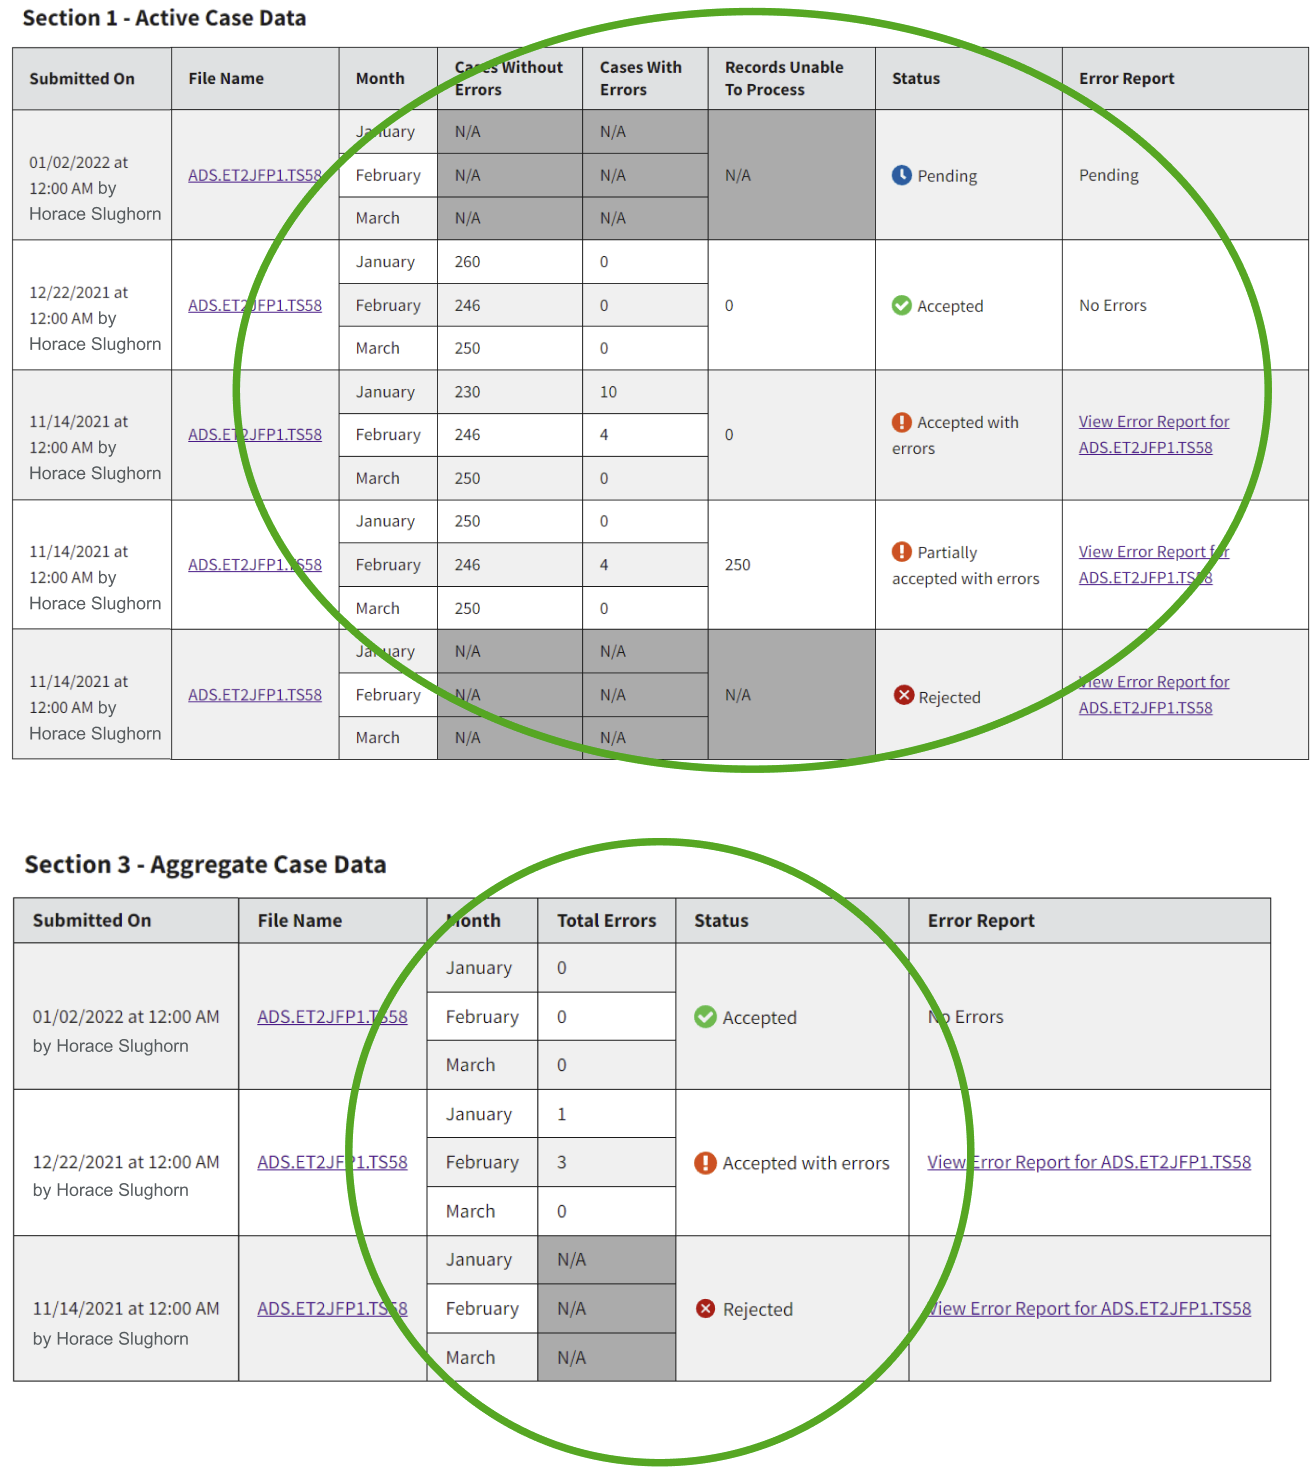 Section 1 - Active Case Data
Submitted On
File Name
Month
Cases Without
Errors
Cases With
Errors
Records Unable
To Process
Status
Error Report
01/02/2022 at
12:00 AM by
Horace Slughorn
ADS.ET2JFP1.TS58
January
N/A
N/A
February
N/A
N/A
March
N/A
N/A
N/A
Pending
Pending
12/22/2021 at
12:00 AM by
Horace Slughorn
ADS.ET2JFP1.TS58
January
260
0
February
246
0
March
250
0
0
Accepted
No Errors
11/14/2021 at
12:00 AM by
Horace Slughorn
ADS.ET2JFP1.TS58
January
230
10
February
246
4
March
250
0
0
Accepted with
errors
View Error Report for
ADS.ET2JFP1.TS58
11/14/2021 at
12:00 AM by
Horace Slughorn
ADS.ET2JFP1.TS58
January
250
0
February
246
4
March
250
0
250
Partially
accepted with errors
View Error Report for
ADS.ET2JFP1.TS58
11/14/2021 at
12:00 AM by
Horace Slughorn
ADS.ET2JFP1.TS58
January
N/A
N/A
February
N/A
N/A
March
N/A
N/A
N/A
Rejected
View Error Report for
ADS.ET2JFP1.TS58
Section 3 - Aggregate Case Data
Submitted On
File Name
Month
Total Errors
Status
Error Report
01/02/2022 at 12:00 AM
by Horace Slughorn
ADS.ET2JFP1.TS58
January
0
February
0
March
0
Accepted
No Errors
12/22/2021 at 12:00 AM
by Horace Slughorn
ADS.ET2JFP1.TS58
January
1
February
3
March
0
Accepted with errors
View Error Report for ADS.ET2JFP1.TS58
11/14/2021 at 12:00 AM
by Horace Slughorn
ADS.ET2JFP1.TS58
January
N/A
February
N/A
March
N/A
Rejected
View Error Report for ADS.ET2JFP1.TS58